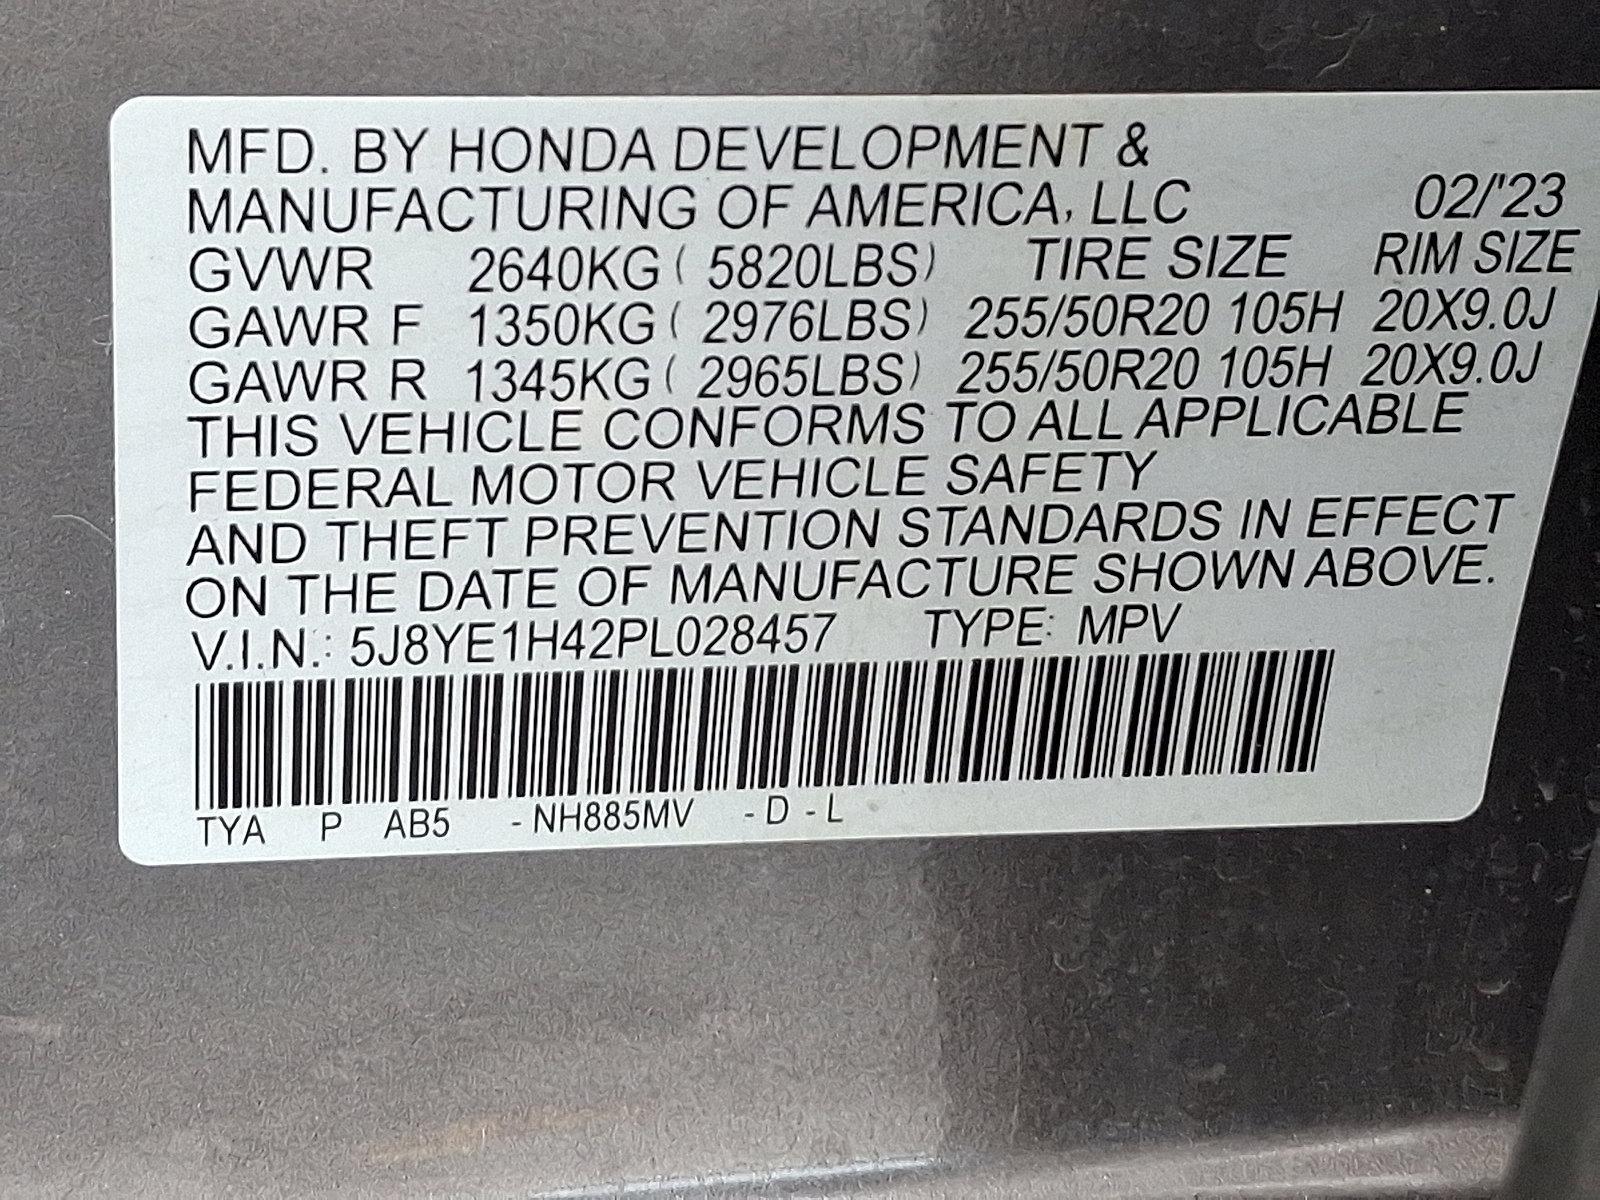 MFD. BY HONDA DEVELOPMENT &
MANUFACTURING OF AMERICA, LLC 02/'23
GVWR 2640KG ( 5820LBS) TIRE SIZE RIM SIZE
GAWR F 1350KG ( 2976LBS) 255/50R20 105H 20X9.0J
GAWR R 1345KG ( 2965LBS) 255/50R20 105H 20X9.0J
THIS VEHICLE CONFORMS TO ALL APPLICABLE
FEDERAL MOTOR VEHICLE SAFETY
AND THEFT PREVENTION STANDARDS IN EFFECT
ON THE DATE OF MANUFACTURE SHOWN ABOVE.
V.I.N.: 5J8YE1H42PL028457 TYPE: MPV
TYA P AB5 - NH885MV - D - L